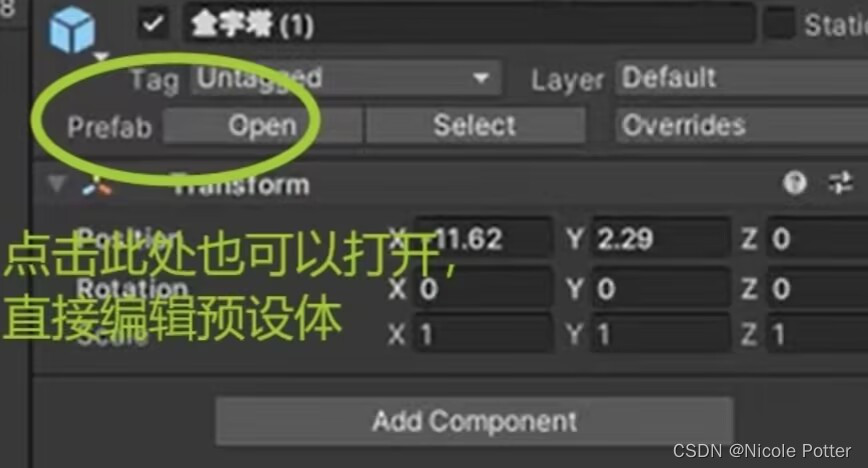 8
金字塔 (1)
Static
Tag Untagged Layer Default
Prefab Open Select Overrides
Transform
Position X -11.62 Y 2.29 Z 0
点击此处也可以打开，
Rotation X 0 Y 0 Z 0
直接编辑预设体
Scale X 1 Y 1 Z 1
Add Component
CSDN @Nicole Potter